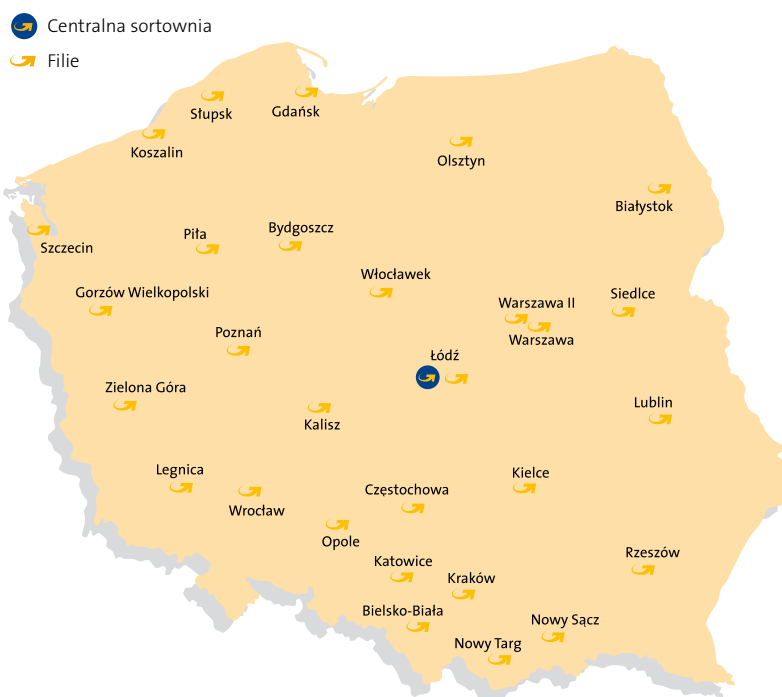 Centralna sortownia
Filie
Słupsk
Gdańsk
Koszalin
Olsztyn
Białystok
Szczecin
Piła
Bydgoszcz
Włocławek
Gorzów Wielkopolski
Warszawa II
Siedlce
Poznań
Warszawa
Łódź
Zielona Góra
Kalisz
Lublin
Legnica
Kielce
Częstochowa
Wrocław
Opole
Rzeszów
Katowice
Kraków
Bielsko-Biała
Nowy Sącz
Nowy Targ